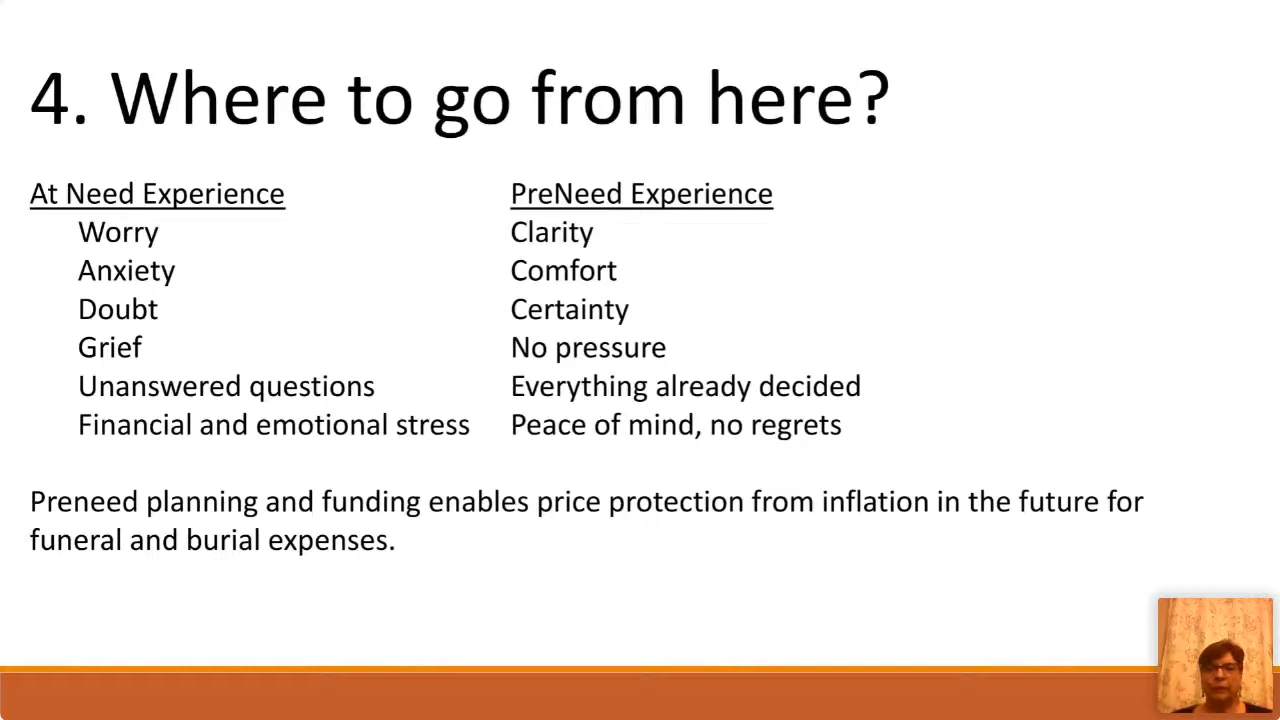 4. Where to go from here?
At Need Experience
Worry
Anxiety
Doubt
Grief
Unanswered questions
Financial and emotional stress
PreNeed Experience
Clarity
Comfort
Certainty
No pressure
Everything already decided
Peace of mind, no regrets
Preneed planning and funding enables price protection from inflation in the future for
funeral and burial expenses.